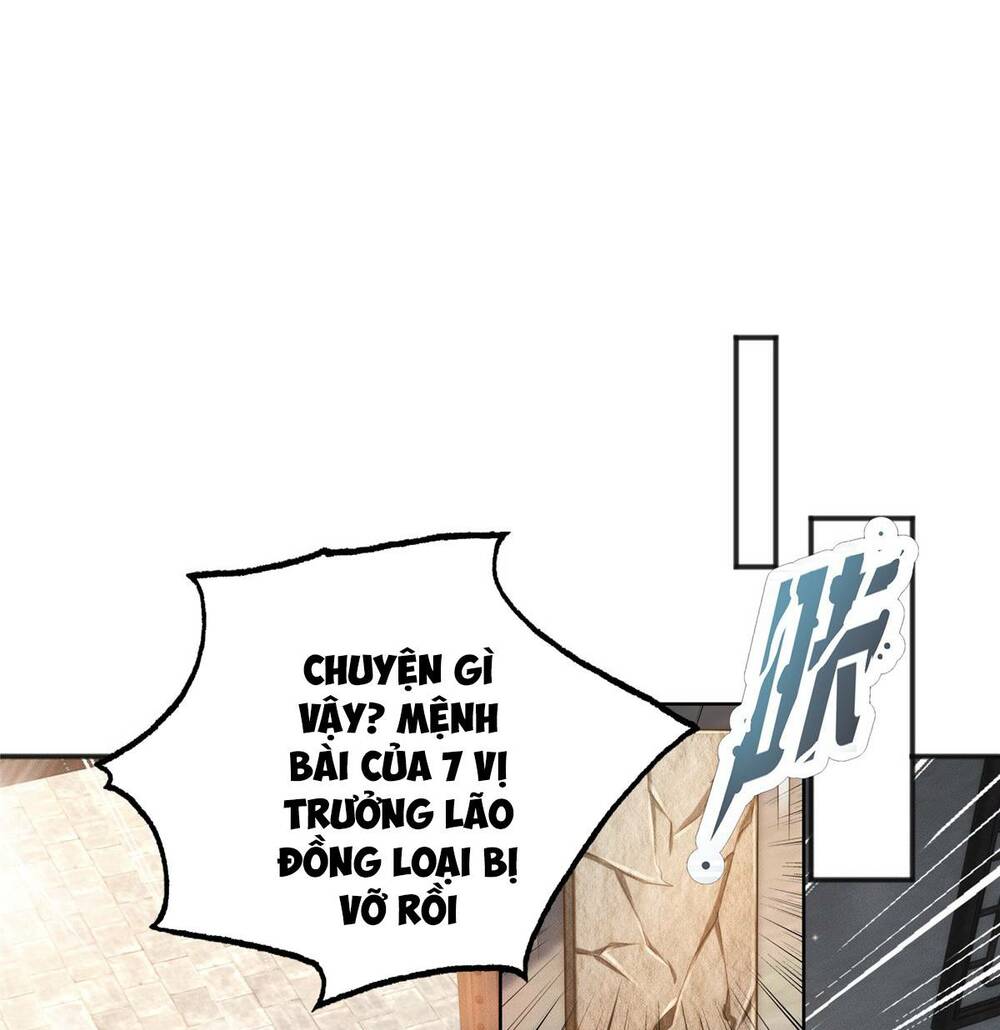 CHUYỆN GÌ
VẬY? MỆNH
BÀI CỦA 7 VỊ
TRƯỞNG LÃO
ĐỒNG LOẠI BỊ
VỠ RỒI